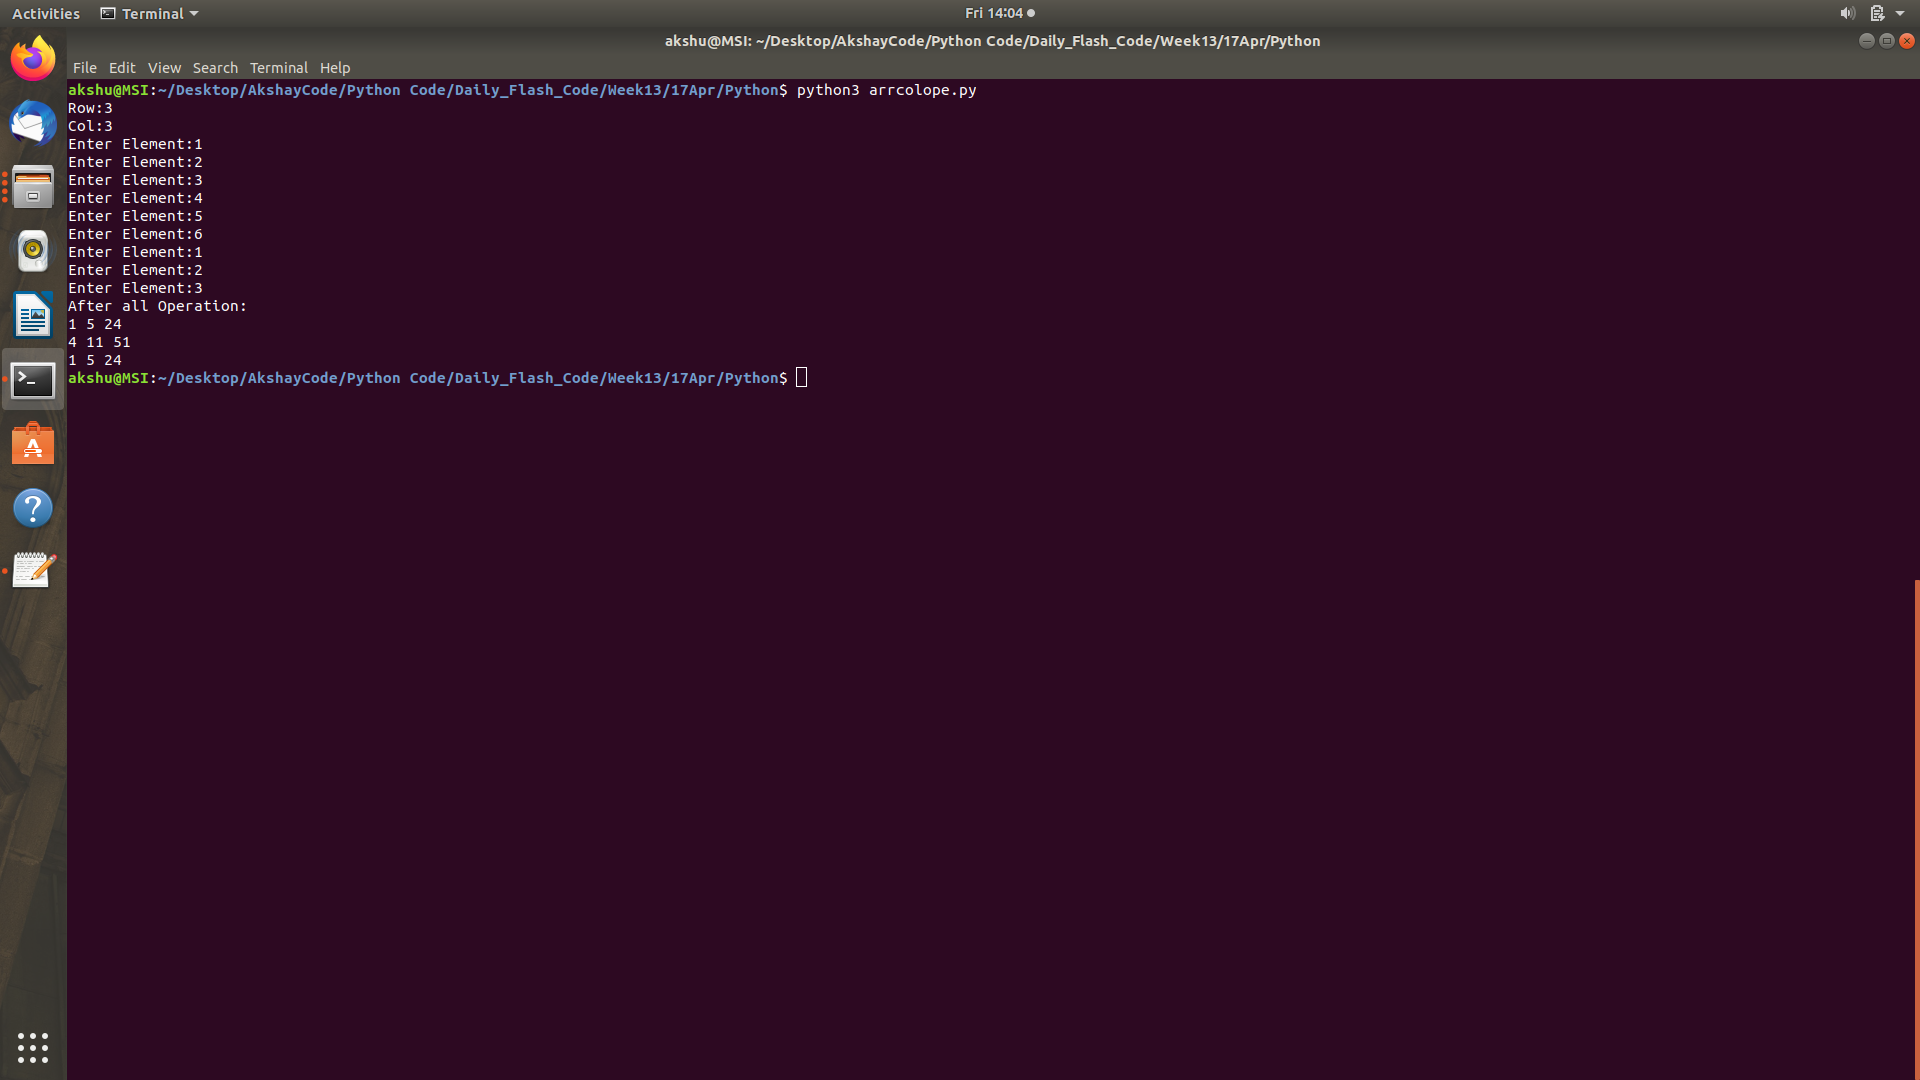 Activities Terminal Fri 14:04
akshu@MSI: ~/Desktop/AkshayCode/Python Code/Daily_Flash_Code/Week13/17Apr/Python
File Edit View Search Terminal Help
akshu@MSI:~/Desktop/AkshayCode/Python Code/Daily_Flash_Code/Week13/17Apr/Python$ python3 arrcolope.py
Row:3
Col:3
Enter Element:1
Enter Element:2
Enter Element:3
Enter Element:4
Enter Element:5
Enter Element:6
Enter Element:1
Enter Element:2
Enter Element:3
After all Operation:
1 5 24
4 11 51
1 5 24
akshu@MSI:~/Desktop/AkshayCode/Python Code/Daily_Flash_Code/Week13/17Apr/Python$